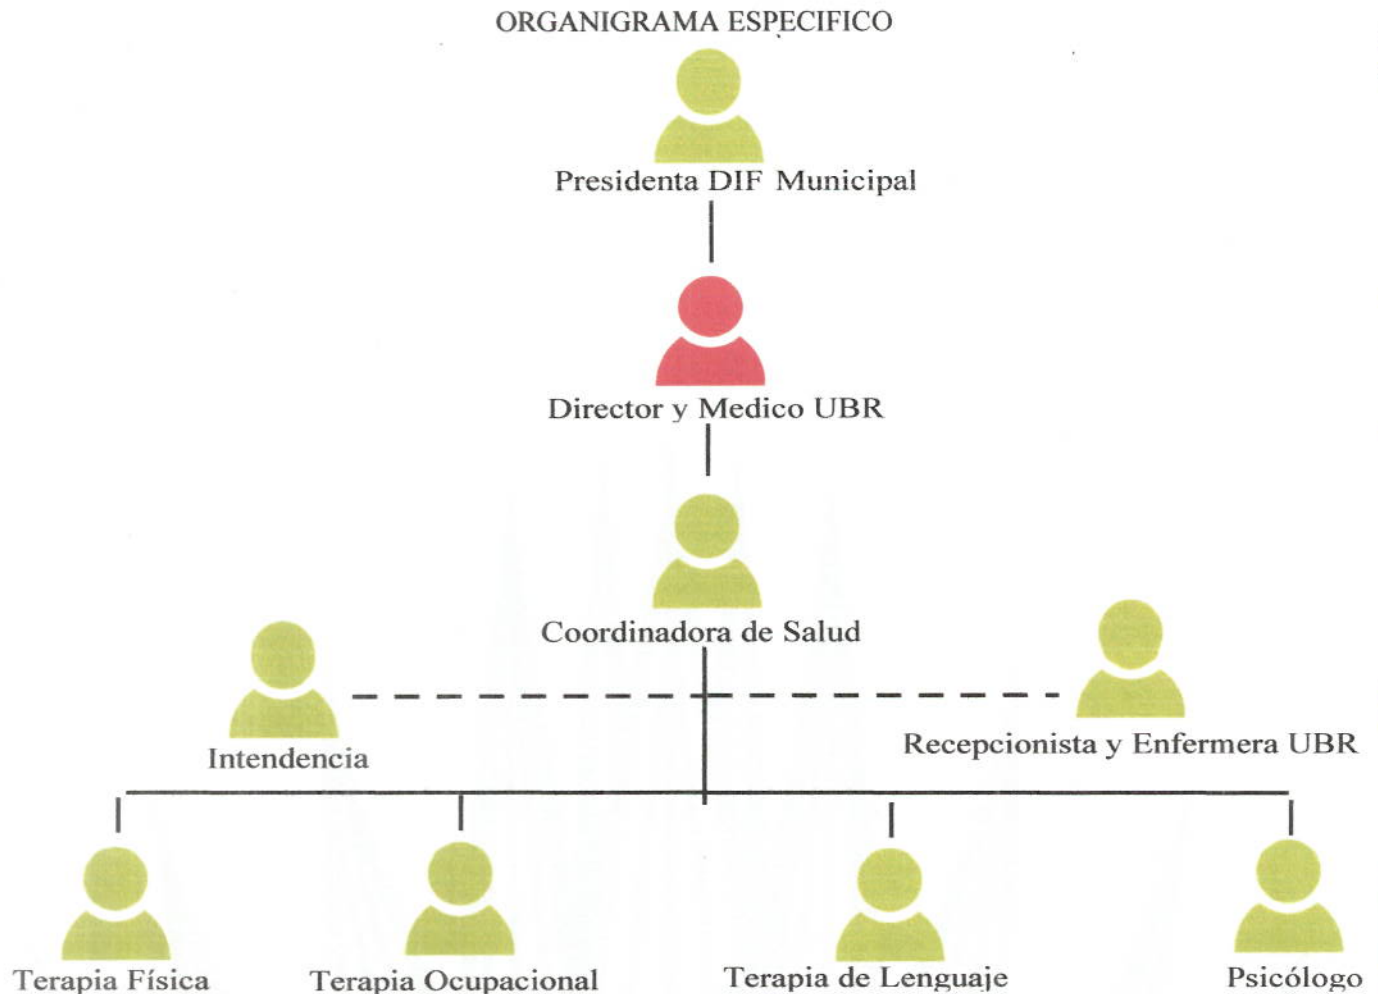 ORGANIGRAMA ESPECIFICO
Presidenta DIF Municipal
Director y Medico UBR
Coordinadora de Salud
Intendencia
Recepcionista y Enfermera UBR
Terapia Física
Terapia Ocupacional
Terapia de Lenguaje
Psicólogo